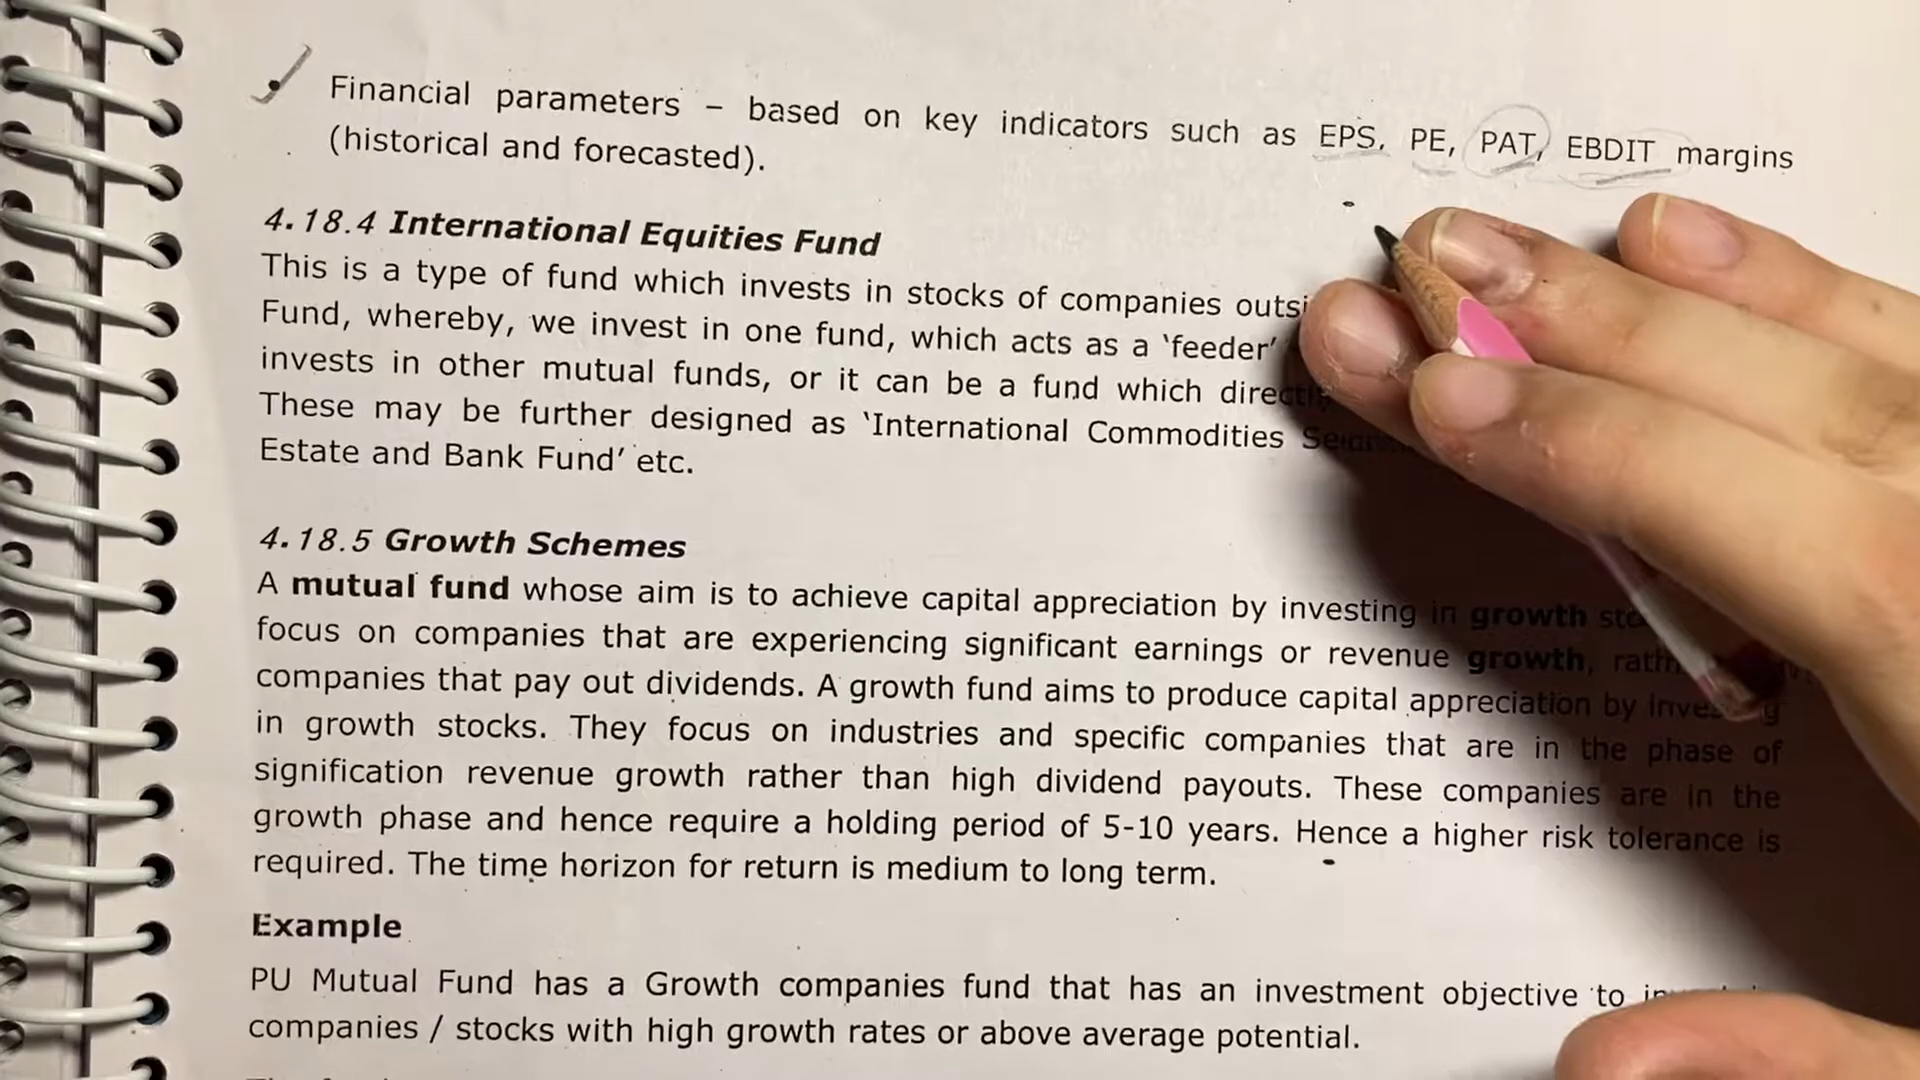 Financial parameters – based on key indicators such as EPS, PE, PAT, EBDIT margins
(historical and forecasted).
4.18.4 International Equities Fund
This is a type of fund which invests in stocks of companies
Fund, whereby, we invest in one fund, which acts as a ‘feeder’
invests in other mutual funds, or it can be a fund which
These may be further designed as ‘International Commodities
Estate and Bank Fund’ etc.
4.18.5 Growth Schemes
A mutual fund whose aim is to achieve capital appreciation by investing in growth
focus on companies that are experiencing significant earnings or revenue growth,
companies that pay out dividends. A growth fund aims to produce capital appreciation by
in growth stocks. They focus on industries and specific companies that are in the phase of
signification revenue growth rather than high dividend payouts. These companies are in the
growth phase and hence require a holding period of 5-10 years. Hence a higher risk tolerance is
required. The time horizon for return is medium to long term.
Example
PU Mutual Fund has a Growth companies fund that has an investment objective to
companies / stocks with high growth rates or above average potential.